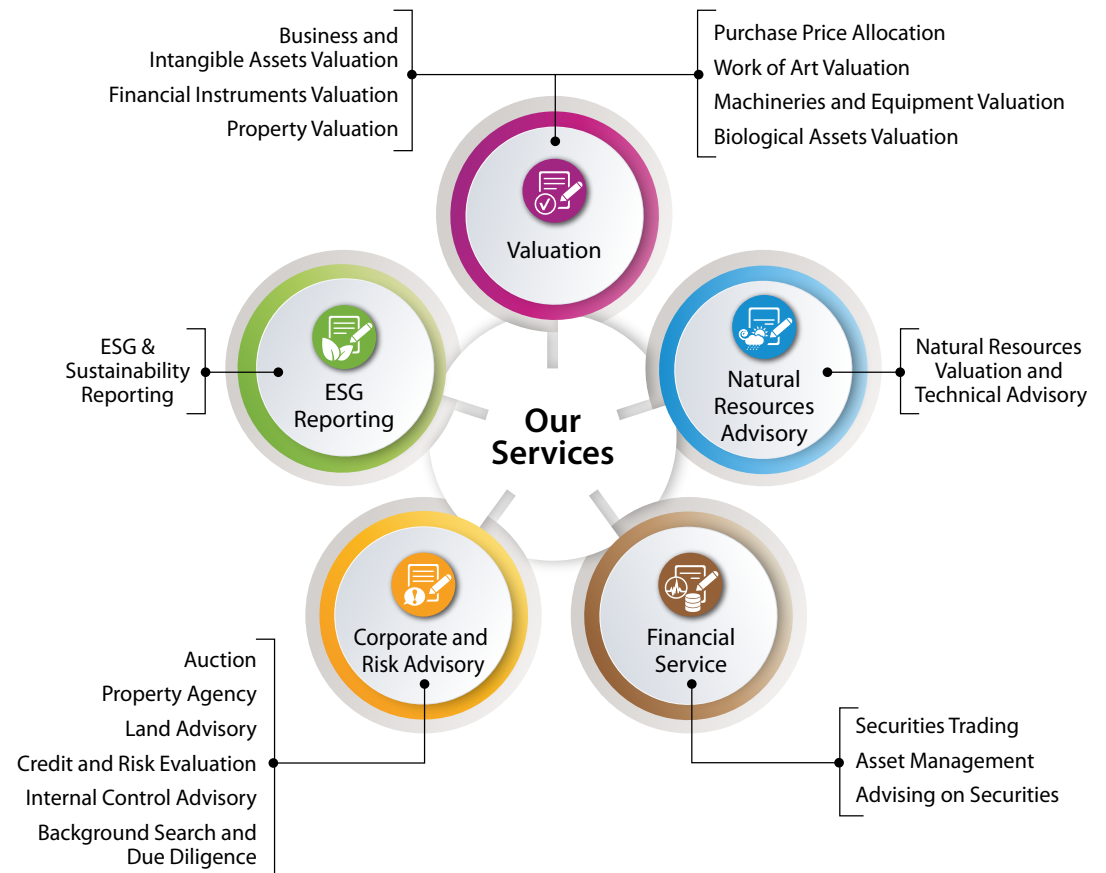 Business and
Intangible Assets Valuation
Financial Instruments Valuation
Property Valuation
Purchase Price Allocation
Work of Art Valuation
Machineries and Equipment Valuation
Biological Assets Valuation
Valuation
ESG &
Sustainability
Reporting
ESG
Reporting
Our
Services
Natural
Resources
Advisory
Natural Resources
Valuation and
Technical Advisory
Corporate and
Risk Advisory
Financial
Service
Auction
Property Agency
Land Advisory
Credit and Risk Evaluation
Internal Control Advisory
Background Search and
Due Diligence
Securities Trading
Asset Management
Advising on Securities